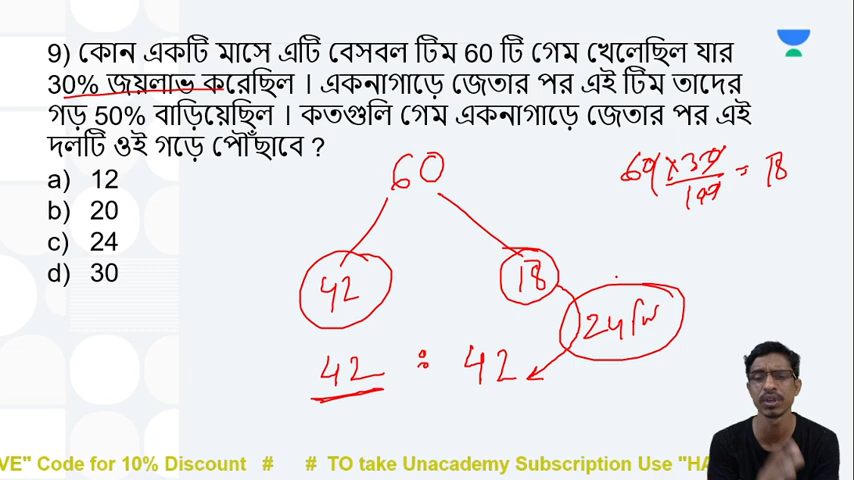 9) কোন একটি মাসে এটি বেসবল টিম 60 টি গেম খেলেছিল যার
30% জয়লাভ করেছিল । একনাগাড়ে জেতার পর এই টিম তাদের
গড় 50% বাড়িয়েছিল । কতগুলি গেম একনাগাড়ে জেতার পর এই
দলটি ওই গড়ে পৌঁছাবে ?
60 × 30 / 100 = 18
a) 12
60
b) 20
c) 24
d) 30
42 18
24
42 : 42
VE" Code for 10% Discount # # TO take Unacademy Subscription Use "HA